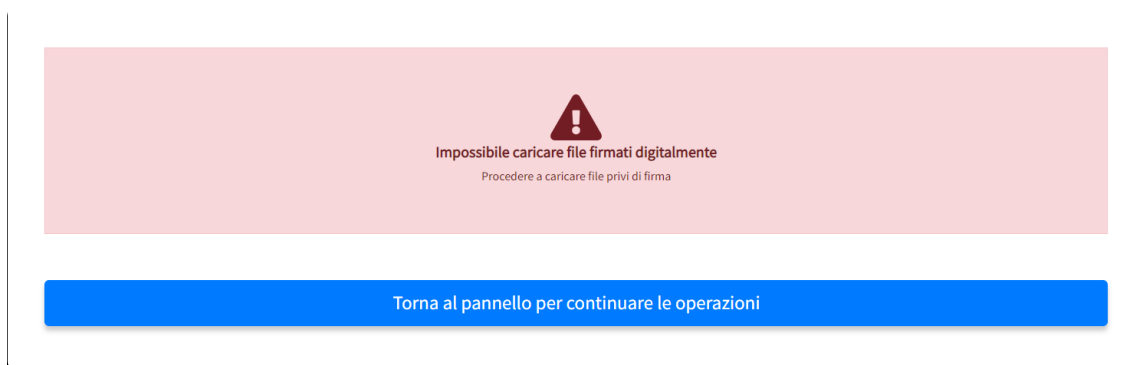 Impossibile caricare file firmati digitalmente
Procedere a caricare file privi di firma
Torna al pannello per continuare le operazioni